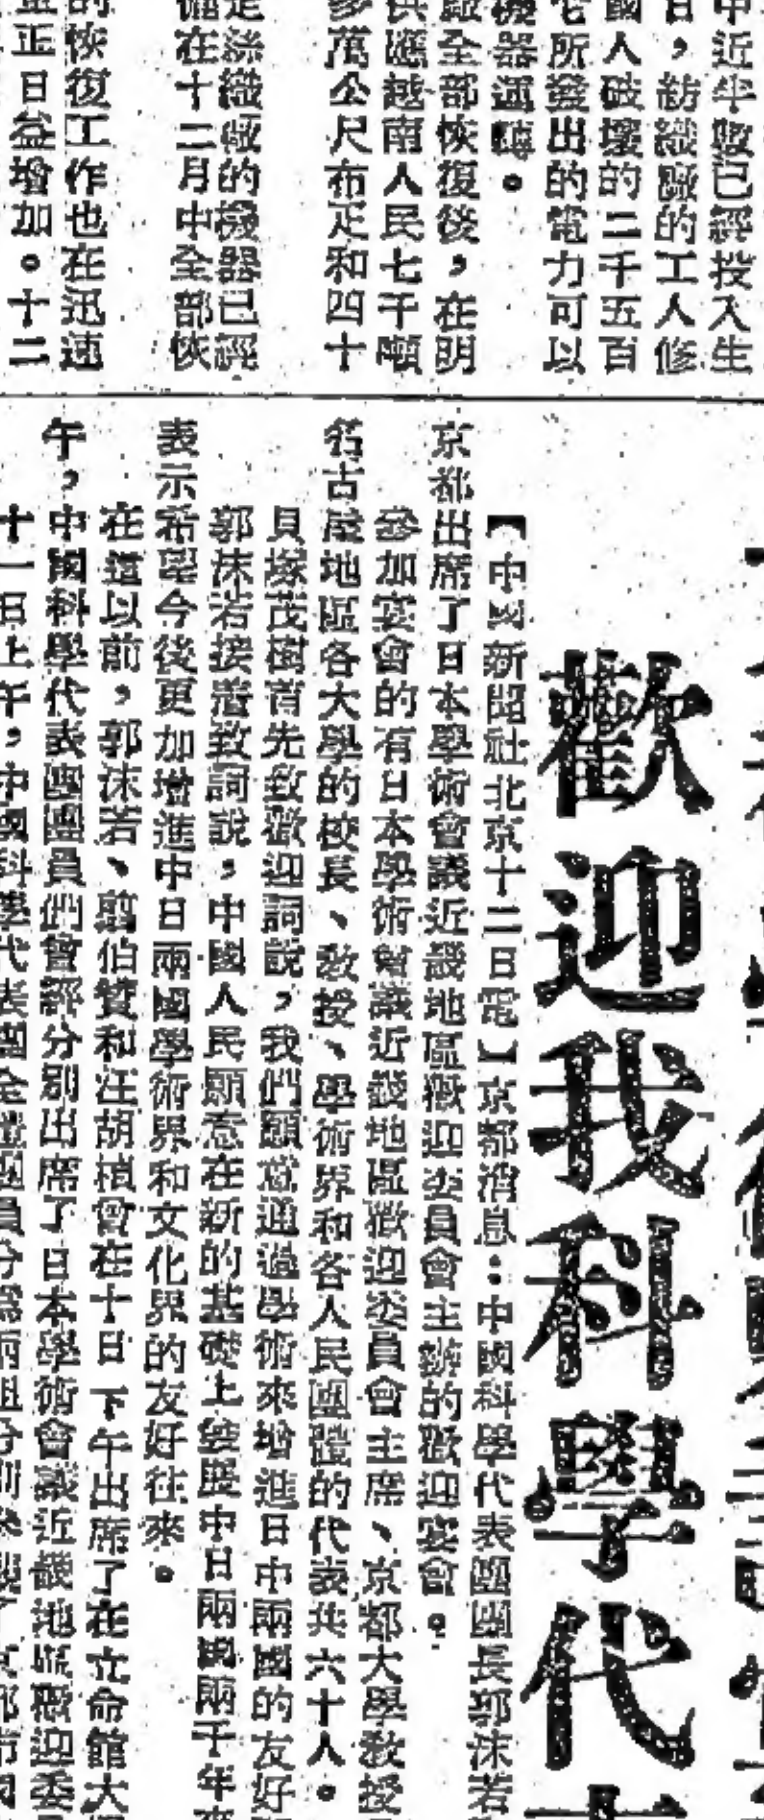 中近半數已經投入生
日,紡織廠的工人修
國人破壞的二千五百
它所發出的電力可以
機器運轉。
廠全部恢復後,在明
供應越南人民七千噸
多萬公尺布疋和四十
是絲織廠的機器已經
備在十二月中全部恢
的恢復工作也在迅速
正日益增加。十二
歡迎我科學代
【中國新聞社北京十二日電】京都消息:中國科學代表團團長郭沫若
京都出席了日本學術會議近畿地區歡迎委員會主辦的歡迎宴會。
參加宴會的有日本學術會議近畿地區歡迎委員會主席、京都大學教授
名古屋地區各大學的校長、教授、學術界和各人民團體的代表共六十人。
貝塚茂樹首先致歡迎詞說,我們願意通過學術來增進日中兩國的友好
郭沫若接着致詞說,中國人民願意在新的基礎上發展中日兩國兩千年來
表示希望今後更加增進中日兩國學術界和文化界的友好往來。
在這以前,郭沫若、翦伯贊和汪胡楨曾在十日下午出席了在立命館大
午,中國科學代表團團員們曾經分別出席了日本學術會議近畿地區歡迎委
十一日上午,中國科學代表團全體團員分為兩組分別參觀了京都市